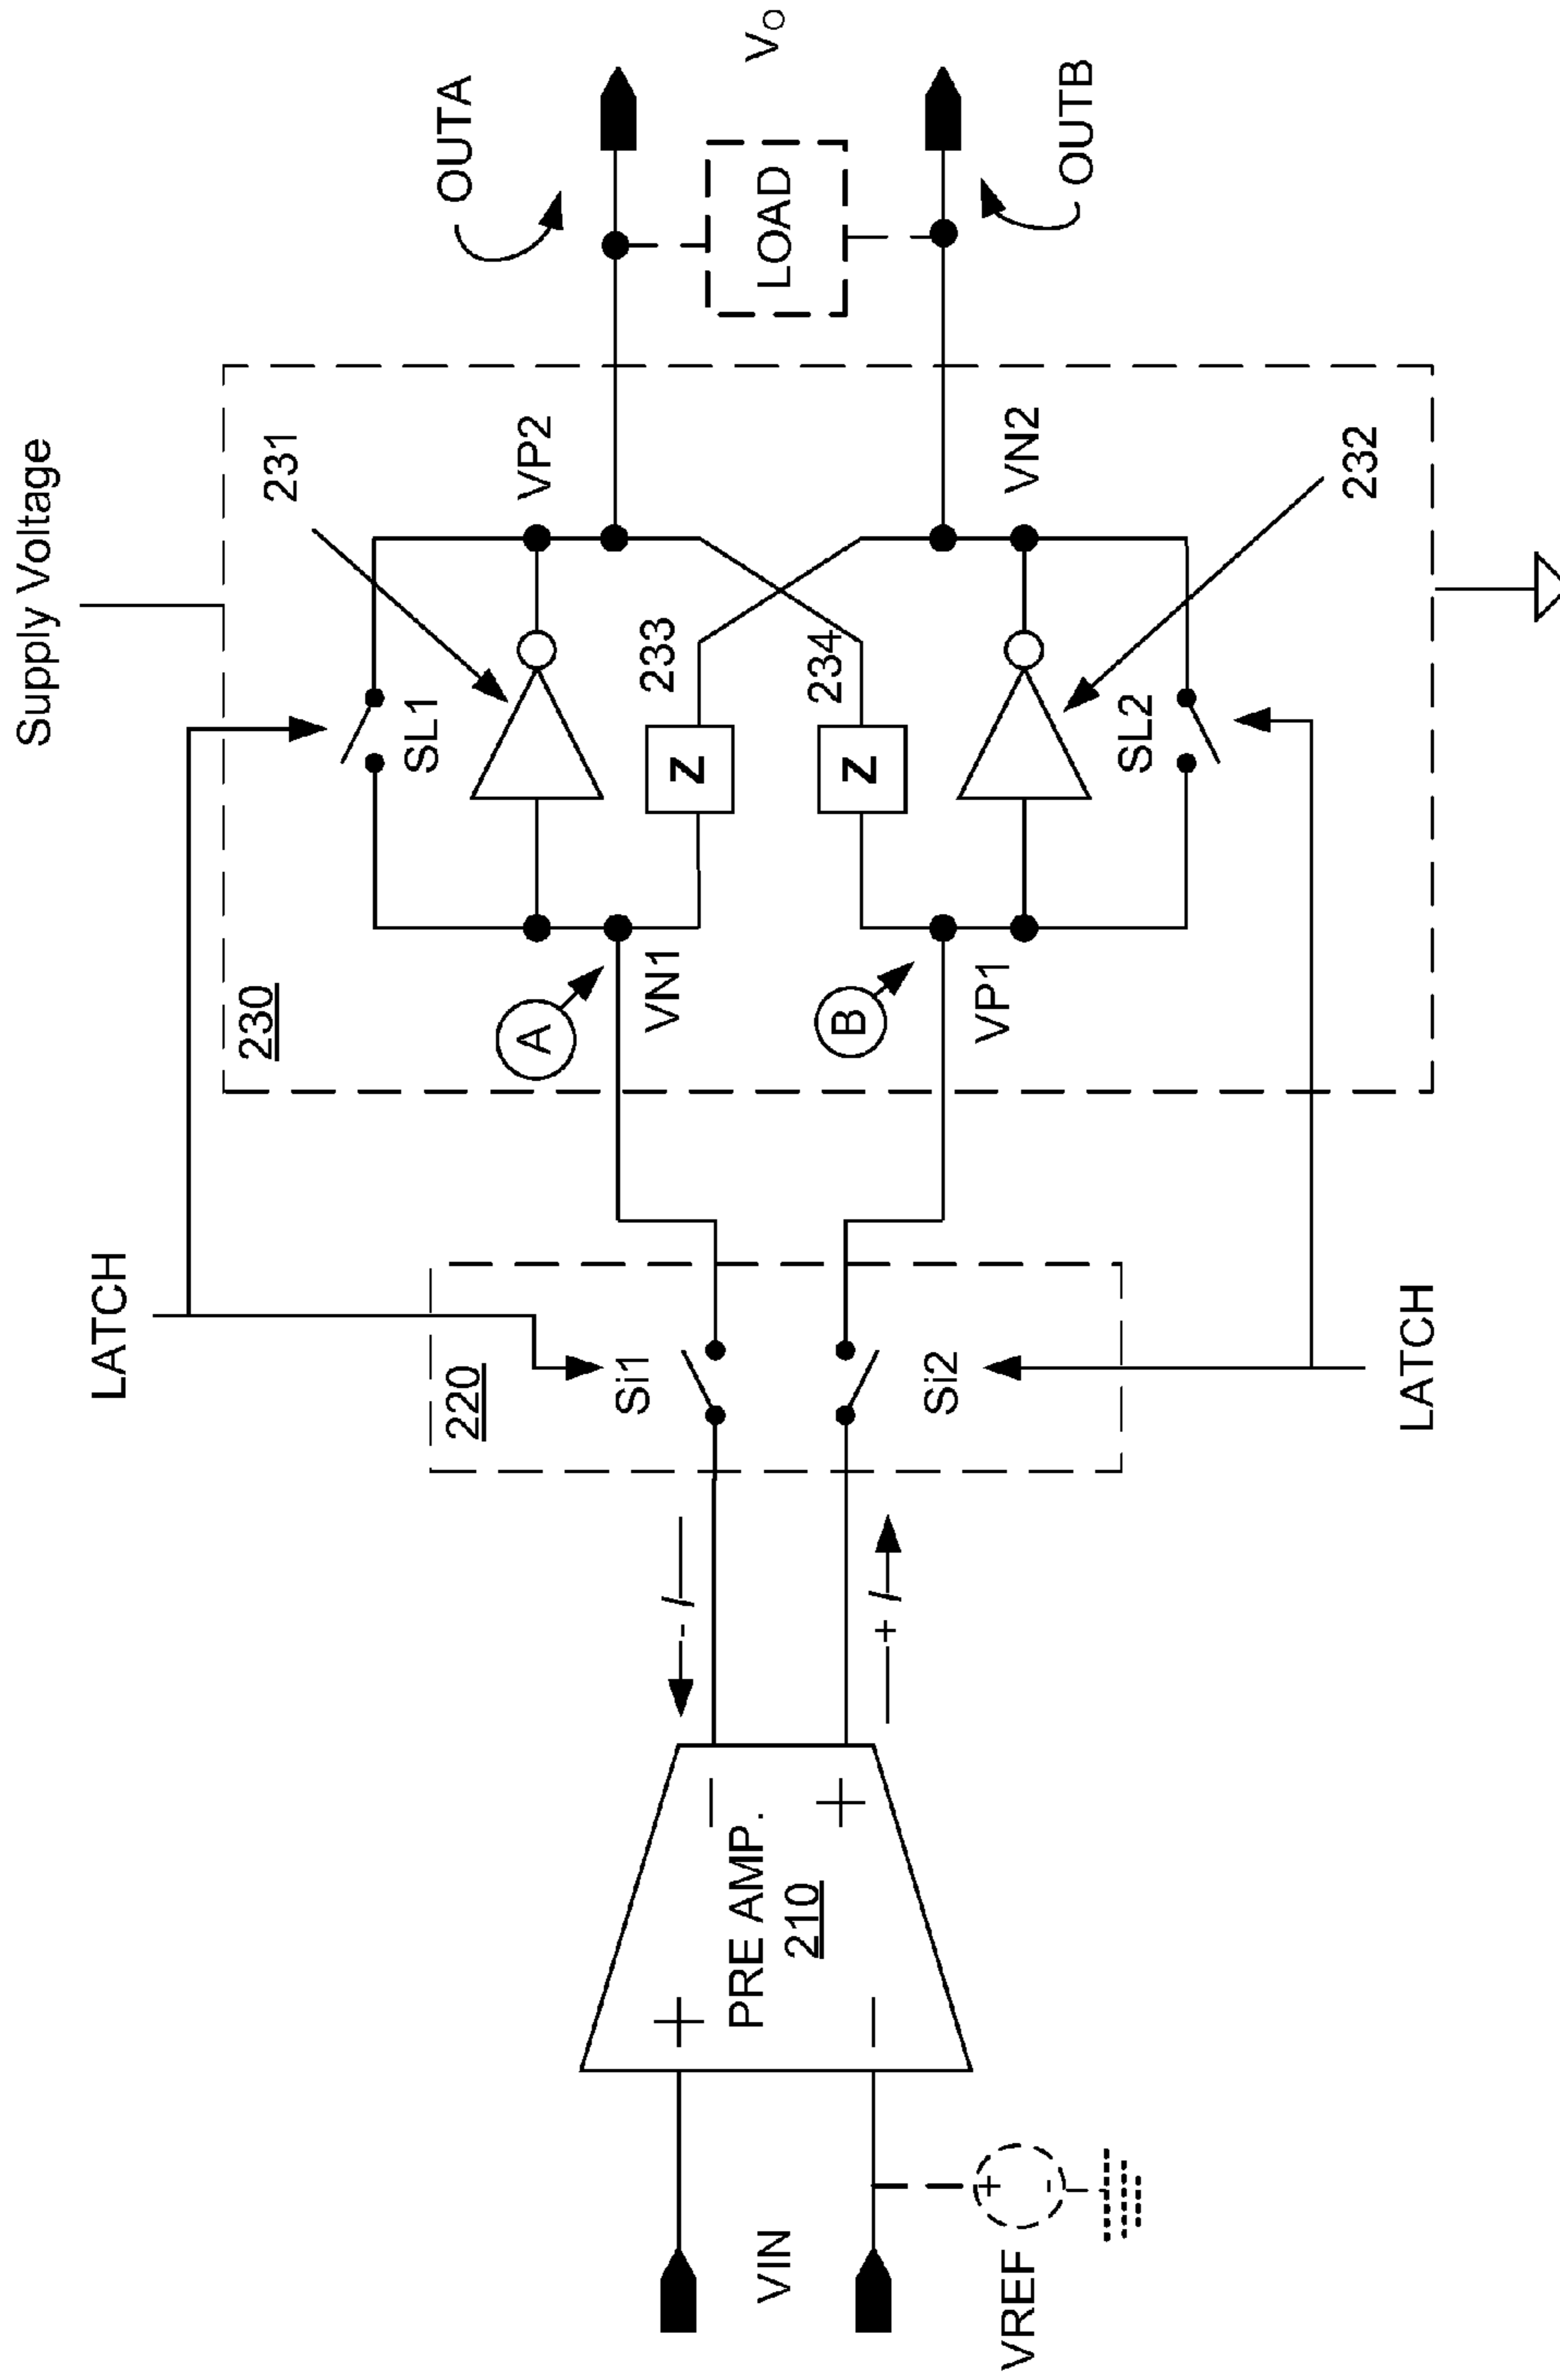 Supply Voltage
LATCH
230
231
SL1
VP2
OUTA
A
VN1
233
Z
220
Si1
- I
+
−
PRE AMP.
210
VIN
LOAD
VO
234
Z
B
VP1
VN2
OUTB
+ I
−
+
Si2
SL2
232
VREF
+
-
LATCH